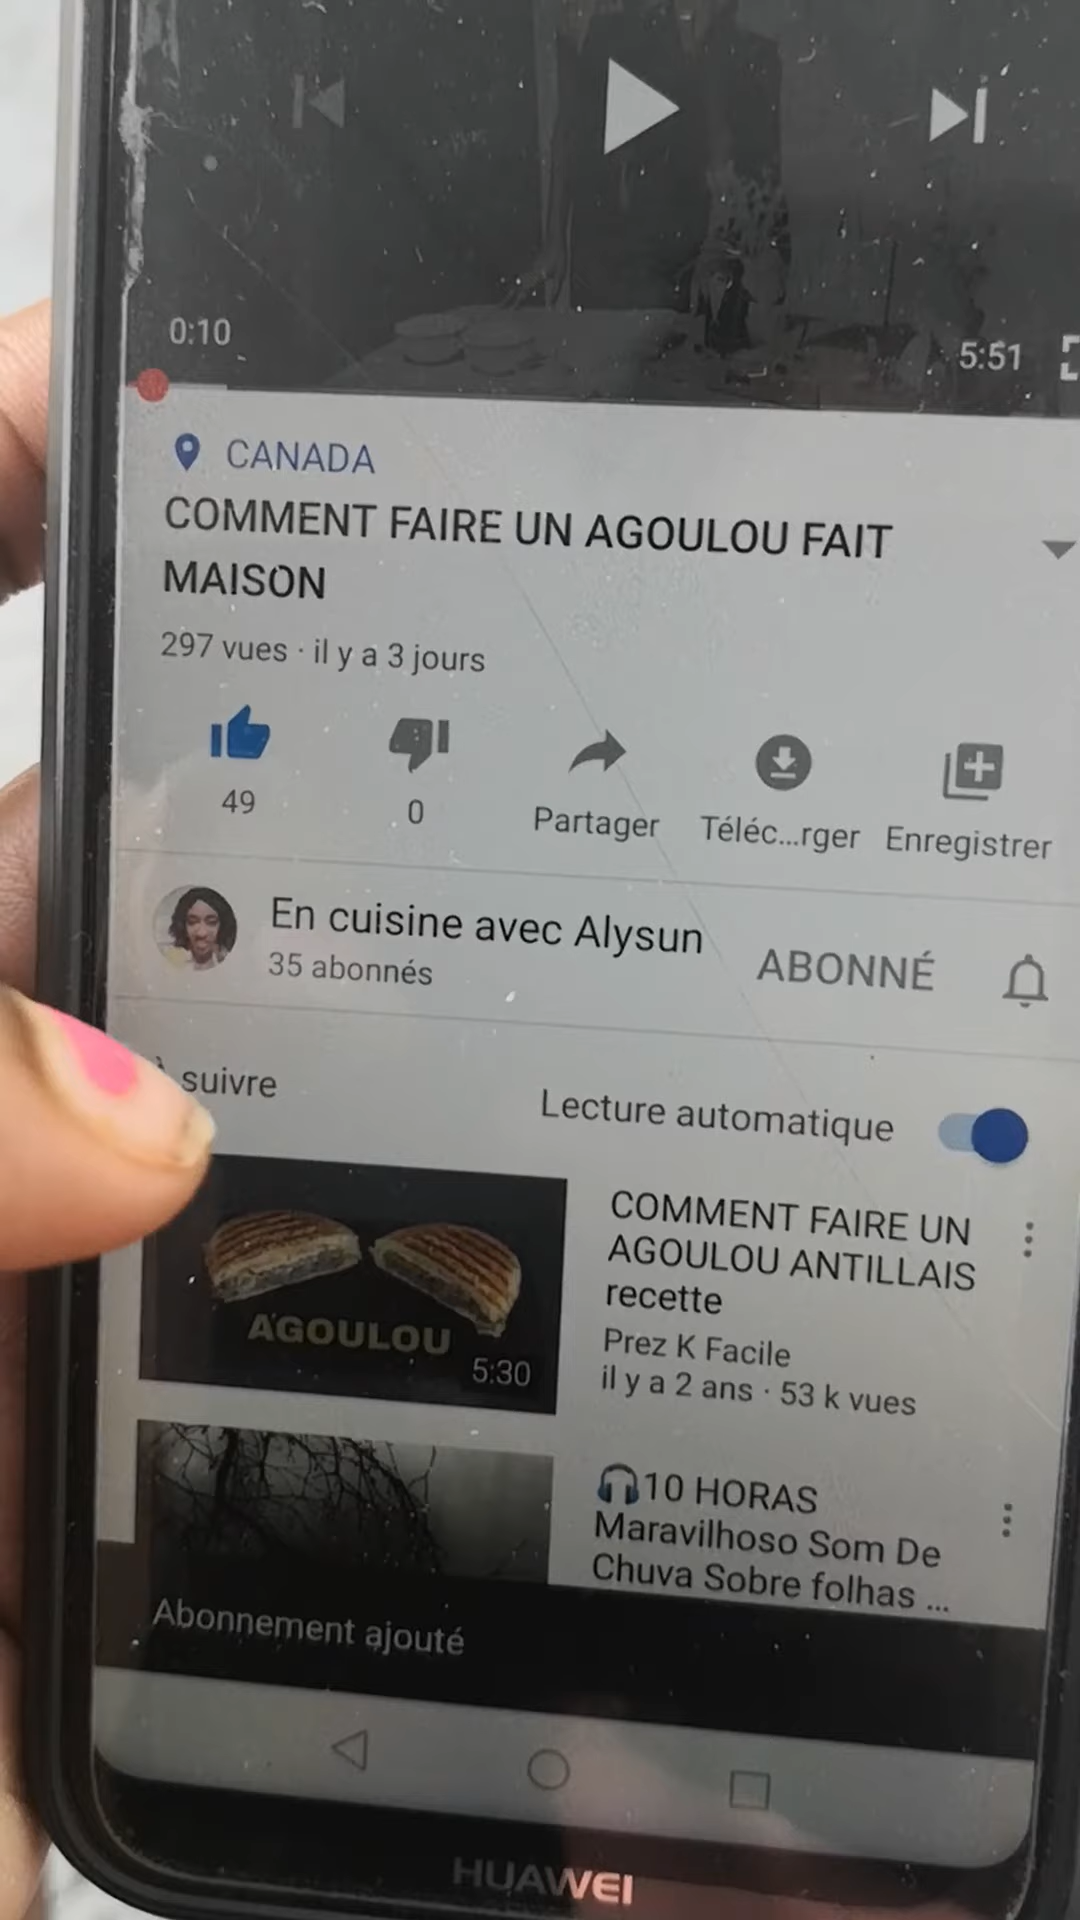 0:10
5:51
CANADA
COMMENT FAIRE UN AGOULOU FAIT
MAISON
297 vues · il y a 3 jours
49
0
Partager
Téléc...rger
Enregistrer
En cuisine avec Alysun
35 abonnés
ABONNÉ
suivre
Lecture automatique
AGOULOU
5:30
COMMENT FAIRE UN
AGOULOU ANTILLAIS
recette
Prez K Facile
il y a 2 ans · 53 k vues
🎧10 HORAS
Maravilhoso Som De
Chuva Sobre folhas ...
Abonnement ajouté
HUAWEI